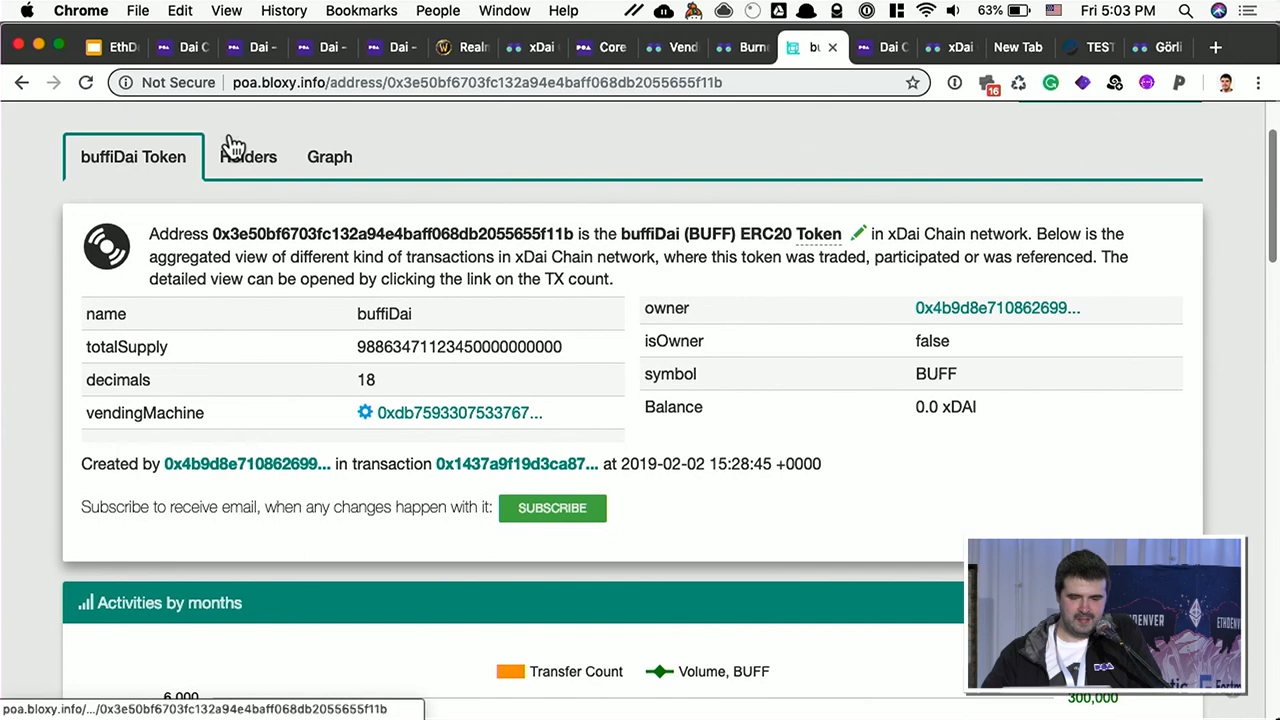 Chrome File Edit View History Bookmarks People Window Help 63% Fri 5:03 PM
EthD Dai C Dai - Dai - Dai - Real xDai Core Vend Burne bu Dai C xDai New Tab TEST Görli
Not Secure poa.bloxy.info/address/0x3e50bf6703fc132a94e4baff068db2055655f11b 16
buffiDai Token Holders Graph
Address 0x3e50bf6703fc132a94e4baff068db2055655f11b is the buffiDai (BUFF) ERC20 Token in xDai Chain network. Below is the
aggregated view of different kind of transactions in xDai Chain network, where this token was traded, participated or was referenced. The
detailed view can be opened by clicking the link on the TX count.
name buffiDai
totalSupply 98863471123450000000000
decimals 18
vendingMachine 0xdb7593307533767...
owner 0x4b9d8e710862699...
isOwner false
symbol BUFF
Balance 0.0 xDAI
Created by 0x4b9d8e710862699... in transaction 0x1437a9f19d3ca87... at 2019-02-02 15:28:45 +0000
Subscribe to receive email, when any changes happen with it: SUBSCRIBE
Activities by months
Transfer Count Volume, BUFF
6,000 300,000
ETHDENVER
poa.bloxy.info/.../0x3e50bf6703fc132a94e4baff068db2055655f11b